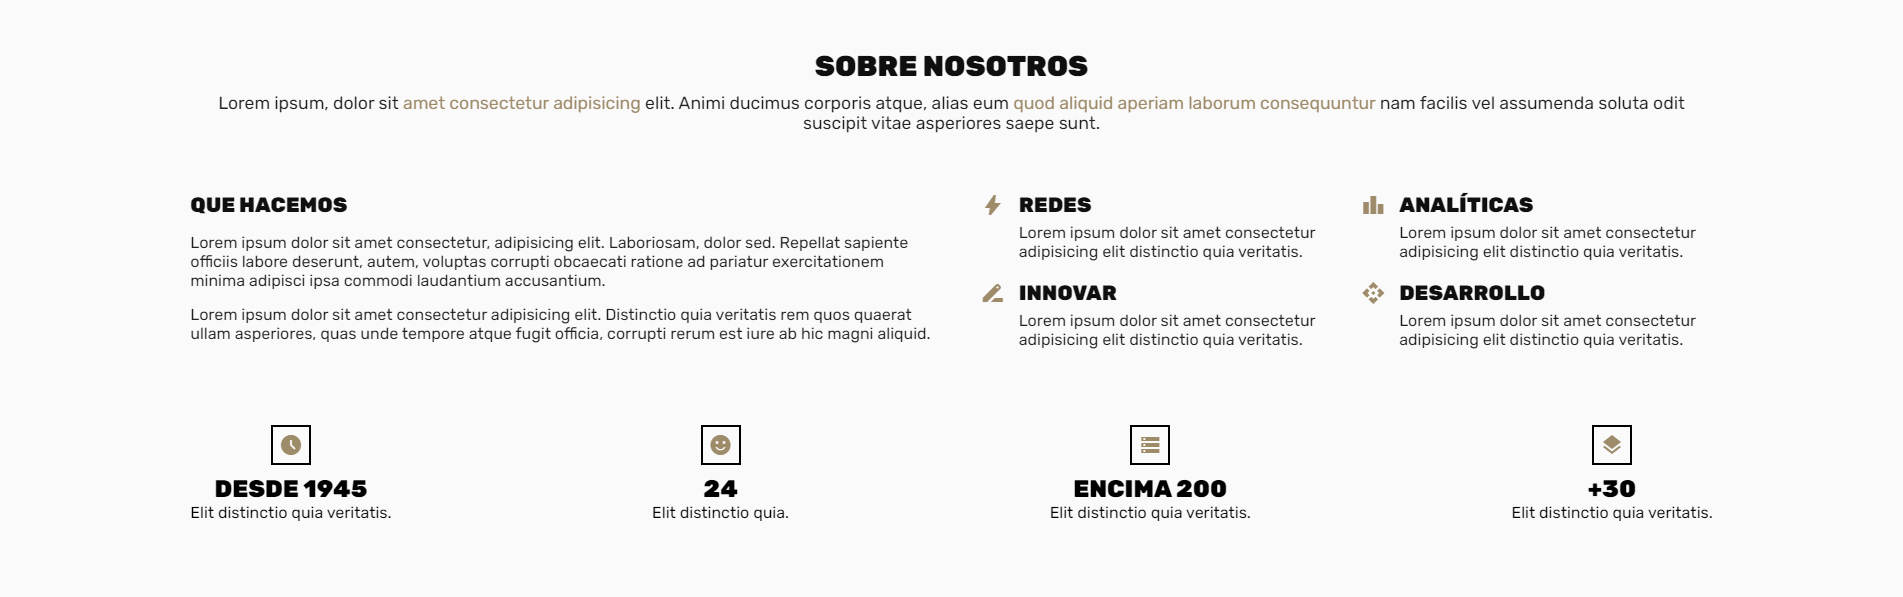 SOBRE NOSOTROS
Lorem ipsum, dolor sit amet consectetur adipisicing elit. Animi ducimus corporis atque, alias eum quod aliquid aperiam laborum consequuntur nam facilis vel assumenda soluta odit
suscipit vitae asperiores saepe sunt.
QUE HACEMOS
Lorem ipsum dolor sit amet consectetur, adipisicing elit. Laboriosam, dolor sed. Repellat sapiente
officiis labore deserunt, autem, voluptas corrupti obcaecati ratione ad pariatur exercitationem
minima adipisci ipsa commodi laudantium accusantium.
Lorem ipsum dolor sit amet consectetur adipisicing elit. Distinctio quia veritatis rem quos quaerat
ullam asperiores, quas unde tempore atque fugit officia, corrupti rerum est iure ab hic magni aliquid.
REDES
Lorem ipsum dolor sit amet consectetur
adipisicing elit distinctio quia veritatis.
ANALÍTICAS
Lorem ipsum dolor sit amet consectetur
adipisicing elit distinctio quia veritatis.
INNOVAR
Lorem ipsum dolor sit amet consectetur
adipisicing elit distinctio quia veritatis.
DESARROLLO
Lorem ipsum dolor sit amet consectetur
adipisicing elit distinctio quia veritatis.
DESDE 1945
Elit distinctio quia veritatis.
24
Elit distinctio quia.
ENCIMA 200
Elit distinctio quia veritatis.
+30
Elit distinctio quia veritatis.